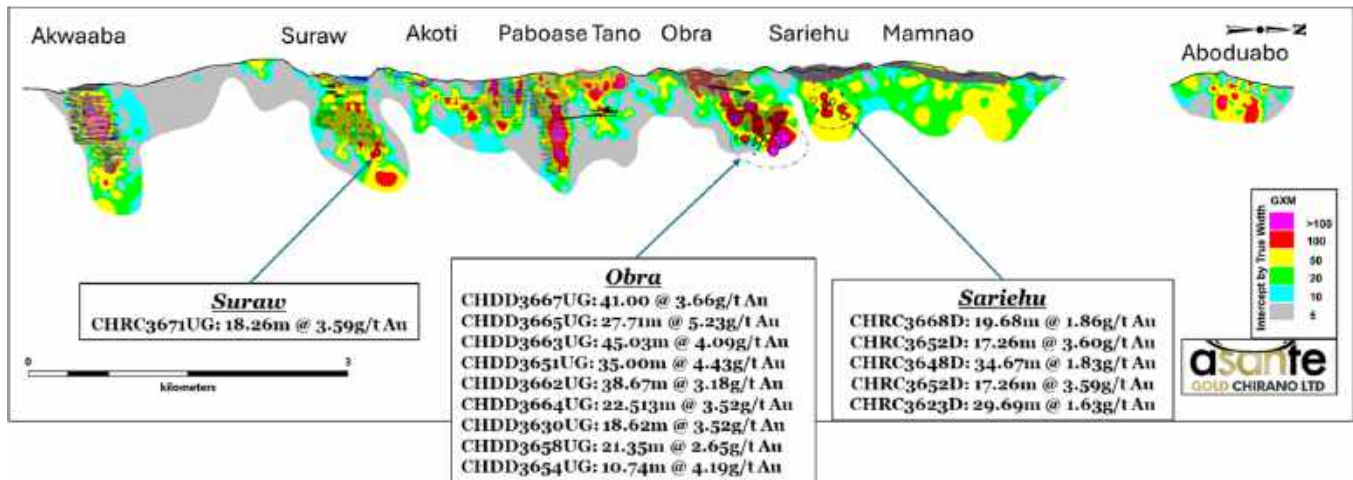 Akwaaba
Suraw
Akoti
Paboase Tano
Obra
Sariehu
Mamnao
Aboduabo
N
GXM
>100
100
50
20
10
5
Intercept by True Width
Suraw
CHRC3671UG: 18.26m @ 3.59g/t Au
0
3
kilometers
Obra
CHDD3667UG: 41.00 @ 3.66g/t Au
CHDD3665UG: 27.71m @ 5.23g/t Au
CHDD3663UG: 45.03m @ 4.09g/t Au
CHDD3651UG: 35.00m @ 4.43g/t Au
CHDD3662UG: 38.67m @ 3.18g/t Au
CHDD3664UG: 22.513m @ 3.52g/t Au
CHDD3630UG: 18.62m @ 3.52g/t Au
CHDD3658UG: 21.35m @ 2.65g/t Au
CHDD3654UG: 10.74m @ 4.19g/t Au
Sariehu
CHRC3668D: 19.68m @ 1.86g/t Au
CHRC3652D: 17.26m @ 3.60g/t Au
CHRC3648D: 34.67m @ 1.83g/t Au
CHRC3652D: 17.26m @ 3.59g/t Au
CHRC3623D: 29.69m @ 1.63g/t Au
asante
GOLD CHIRANO LTD